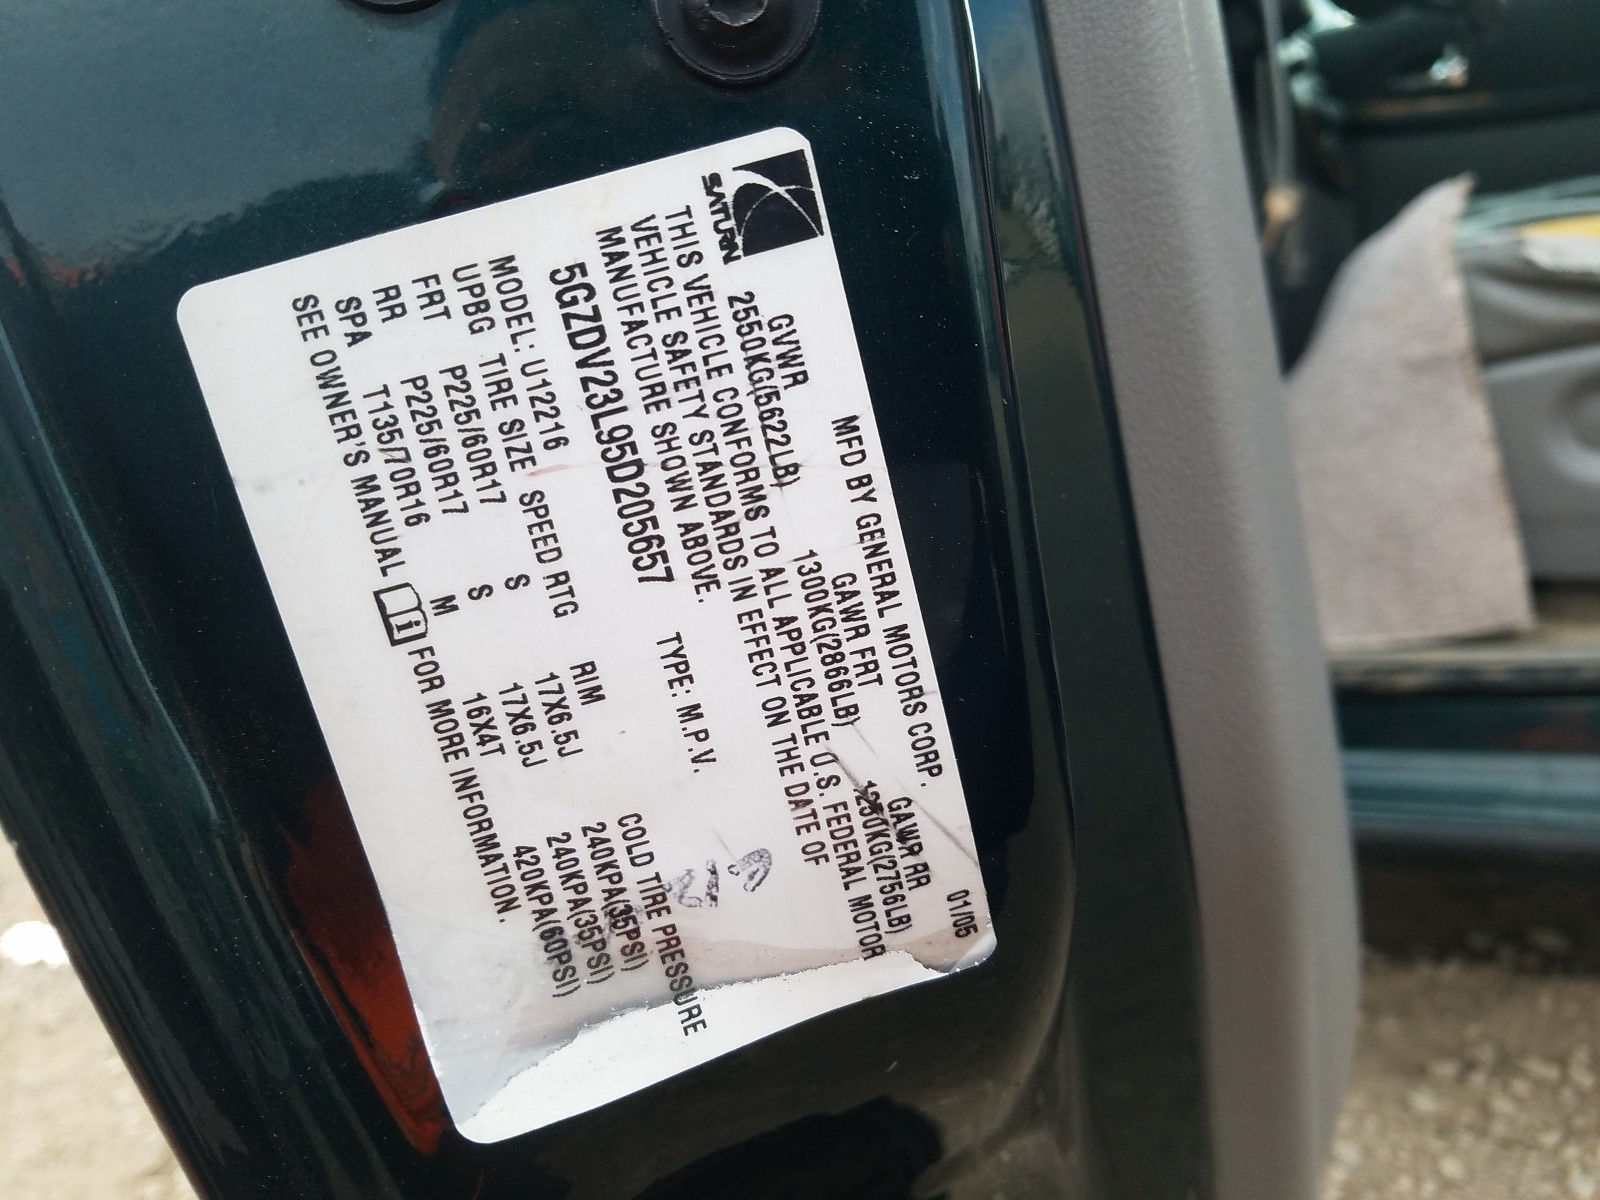 SATURN
MFD BY GENERAL MOTORS CORP. 01/05
GVWR GAWR FRT GAWR RR
2550KG(5622LB) 1300KG(2866LB) 1250KG(2756LB)
THIS VEHICLE CONFORMS TO ALL APPLICABLE U.S. FEDERAL MOTOR
VEHICLE SAFETY STANDARDS IN EFFECT ON THE DATE OF
MANUFACTURE SHOWN ABOVE.
5GZDV23L95D205657 TYPE: M.P.V.
MODEL: U12216
UPBG TIRE SIZE SPEED RTG RIM COLD TIRE PRESSURE
FRT P225/60R17 S 17X6.5J 240KPA(35PSI)
RR P225/60R17 S 17X6.5J 240KPA(35PSI)
SPA T135/70R16 M 16X4T 420KPA(60PSI)
SEE OWNER'S MANUAL i FOR MORE INFORMATION.